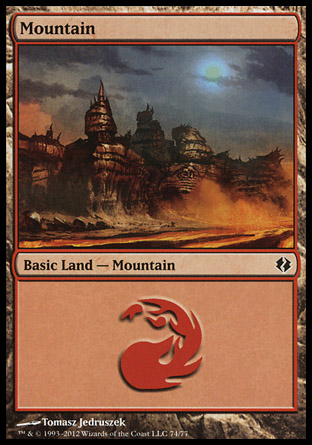 Mountain
Basic Land — Mountain
Tomasz Jedruszek
™ & © 1993–2012 Wizards of the Coast LLC 74/77